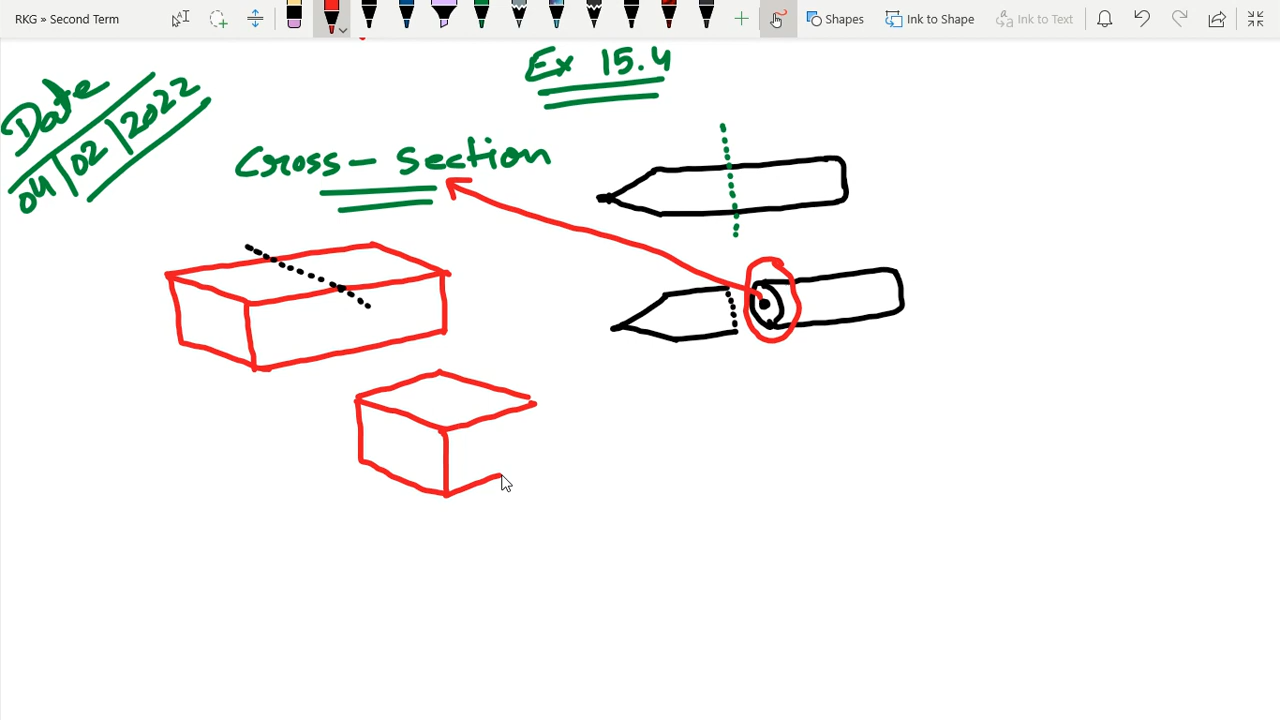 RKG » Second Term
Shapes
Ink to Shape
Ink to Text
Ex 15.4
Date
04/02/2022
Cross-Section